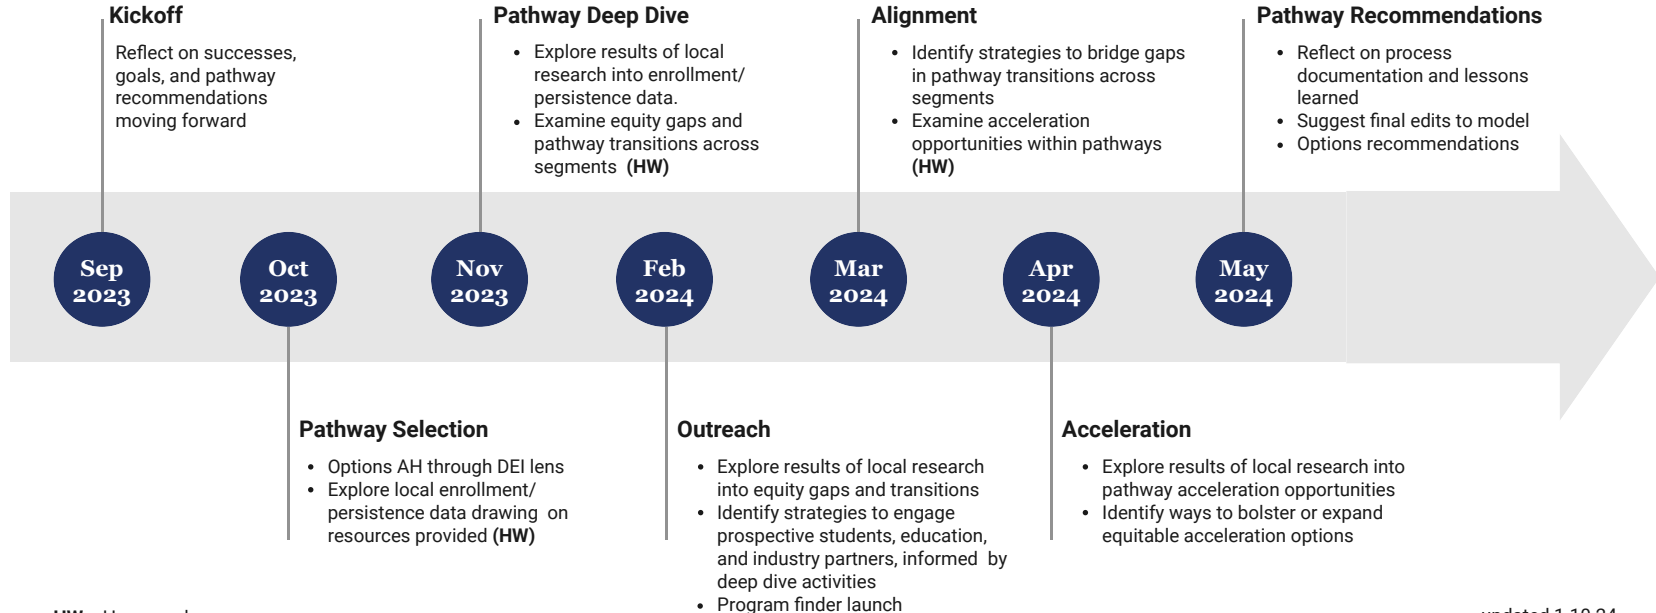 Kickoff
Reflect on successes,
goals, and pathway
recommendations
moving forward
Pathway Deep Dive
• Explore results of local
research into enrollment/
persistence data.
• Examine equity gaps and
pathway transitions across
segments (HW)
Alignment
• Identify strategies to bridge gaps
in pathway transitions across
segments
• Examine acceleration
opportunities within pathways
(HW)
Pathway Recommendations
• Reflect on process
documentation and lessons
learned
• Suggest final edits to model
• Options recommendations
Sep
2023
Oct
2023
Nov
2023
Feb
2024
Mar
2024
Apr
2024
May
2024
Pathway Selection
• Options AH through DEI lens
• Explore local enrollment/
persistence data drawing on
resources provided (HW)
Outreach
• Explore results of local research
into equity gaps and transitions
• Identify strategies to engage
prospective students, education,
and industry partners, informed by
deep dive activities
• Program finder launch
Acceleration
• Explore results of local research into
pathway acceleration opportunities
• Identify ways to bolster or expand
equitable acceleration options